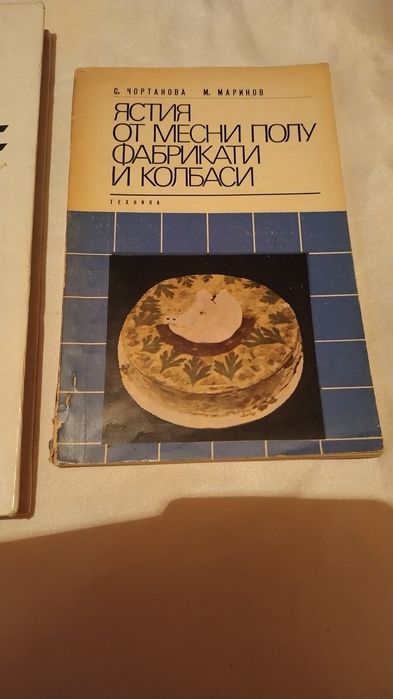 С. ЧОРТАНОВА М. МАРИНОВ
ЯСТИЯ
ОТ МЕСНИ ПОЛУ
ФАБРИКАТИ
И КОЛБАСИ
ТЕХНИКА